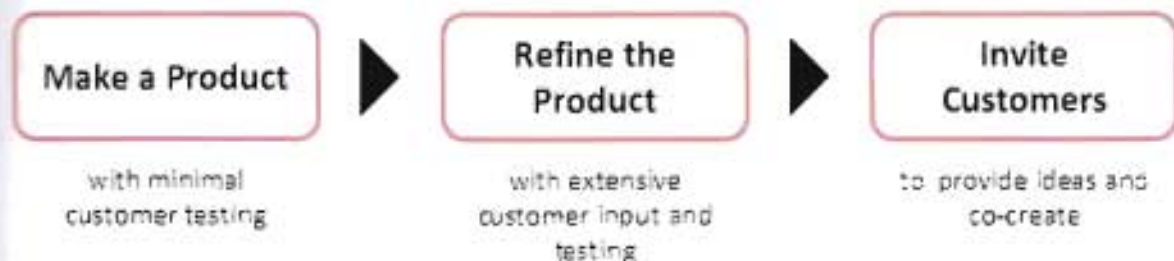 Make a Product
with minimal
customer testing
Refine the
Product
with extensive
customer input and
testing
Invite
Customers
to provide ideas and
co-create